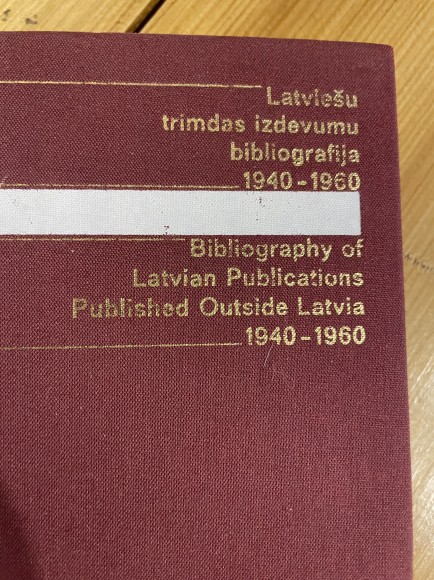 Latviešu
trimdas izdevumu
bibliografija
1940-1960
Bibliography of
Latvian Publications
Published Outside Latvia
1940-1960